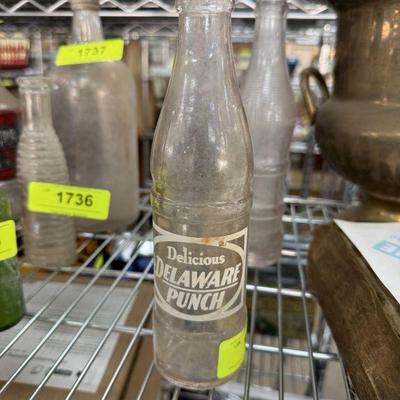 1737
1736
Delicious
DELAWARE
PUNCH